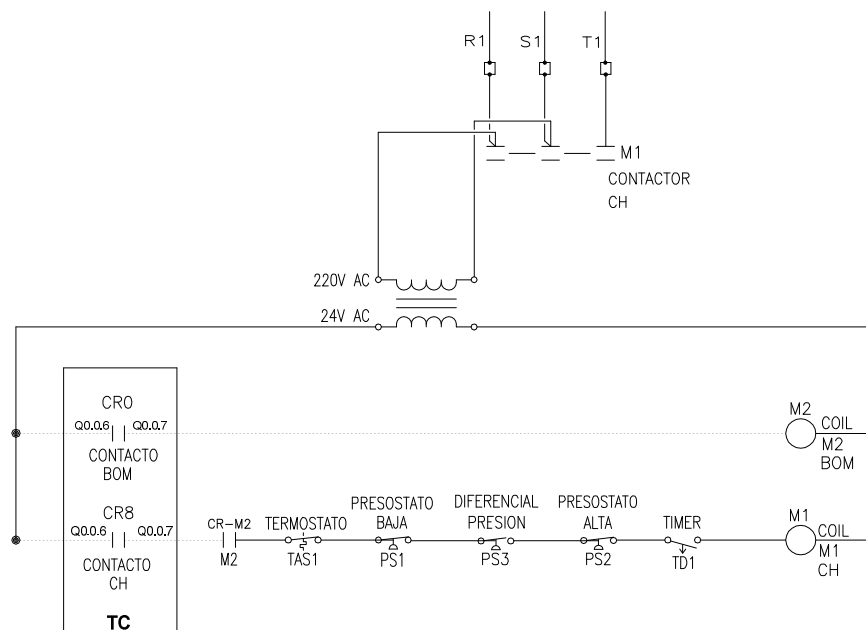 R1
S1
T1
M1
CONTACTOR
CH
220V AC
24V AC
CR0
Q0.0.6 Q0.0.7
CONTACTO
BOM
M2
COIL
M2
BOM
CR8
Q0.0.6 Q0.0.7
CONTACTO
CH
TC
CR-M2
M2
TERMOSTATO
TAS1
PRESOSTATO
BAJA
PS1
DIFERENCIAL
PRESION
PS3
PRESOSTATO
ALTA
PS2
TIMER
TD1
M1
COIL
M1
CH